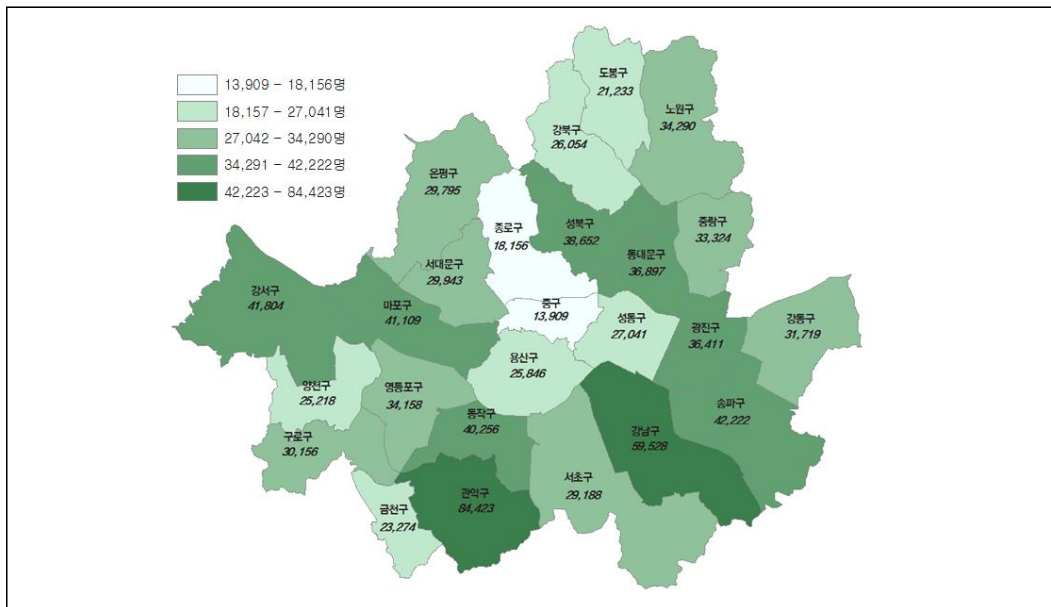 13,909 - 18,156명
18,157 - 27,041명
27,042 - 34,290명
34,291 - 42,222명
42,223 - 84,423명
도봉구
21,233
노원구
34,290
강북구
26,054
은평구
29,795
종로구
18,156
성북구
38,652
중랑구
33,324
동대문구
36,897
서대문구
29,943
강서구
41,804
마포구
41,109
중구
13,909
성동구
27,041
광진구
36,411
강동구
31,719
용산구
25,846
양천구
25,218
영등포구
34,158
송파구
42,222
동작구
40,256
강남구
59,528
구로구
30,156
서초구
29,188
관악구
84,423
금천구
23,274